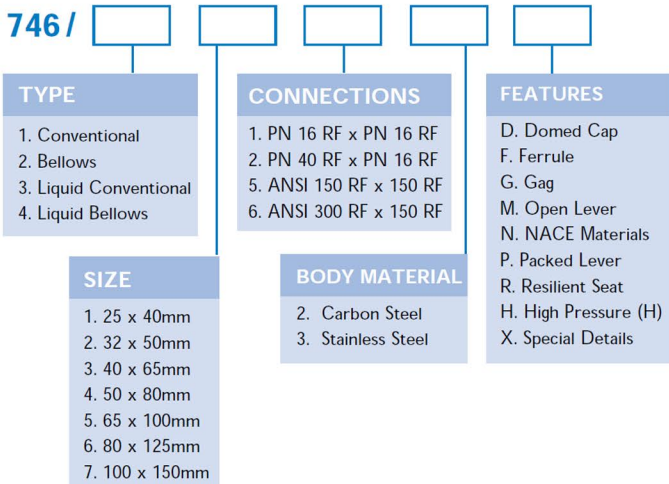 746 /
TYPE
1. Conventional
2. Bellows
3. Liquid Conventional
4. Liquid Bellows
SIZE
1. 25 x 40mm
2. 32 x 50mm
3. 40 x 65mm
4. 50 x 80mm
5. 65 x 100mm
6. 80 x 125mm
7. 100 x 150mm
CONNECTIONS
1. PN 16 RF x PN 16 RF
2. PN 40 RF x PN 16 RF
5. ANSI 150 RF x 150 RF
6. ANSI 300 RF x 150 RF
BODY MATERIAL
2. Carbon Steel
3. Stainless Steel
FEATURES
D. Domed Cap
F. Ferrule
G. Gag
M. Open Lever
N. NACE Materials
P. Packed Lever
R. Resilient Seat
H. High Pressure (H)
X. Special Details